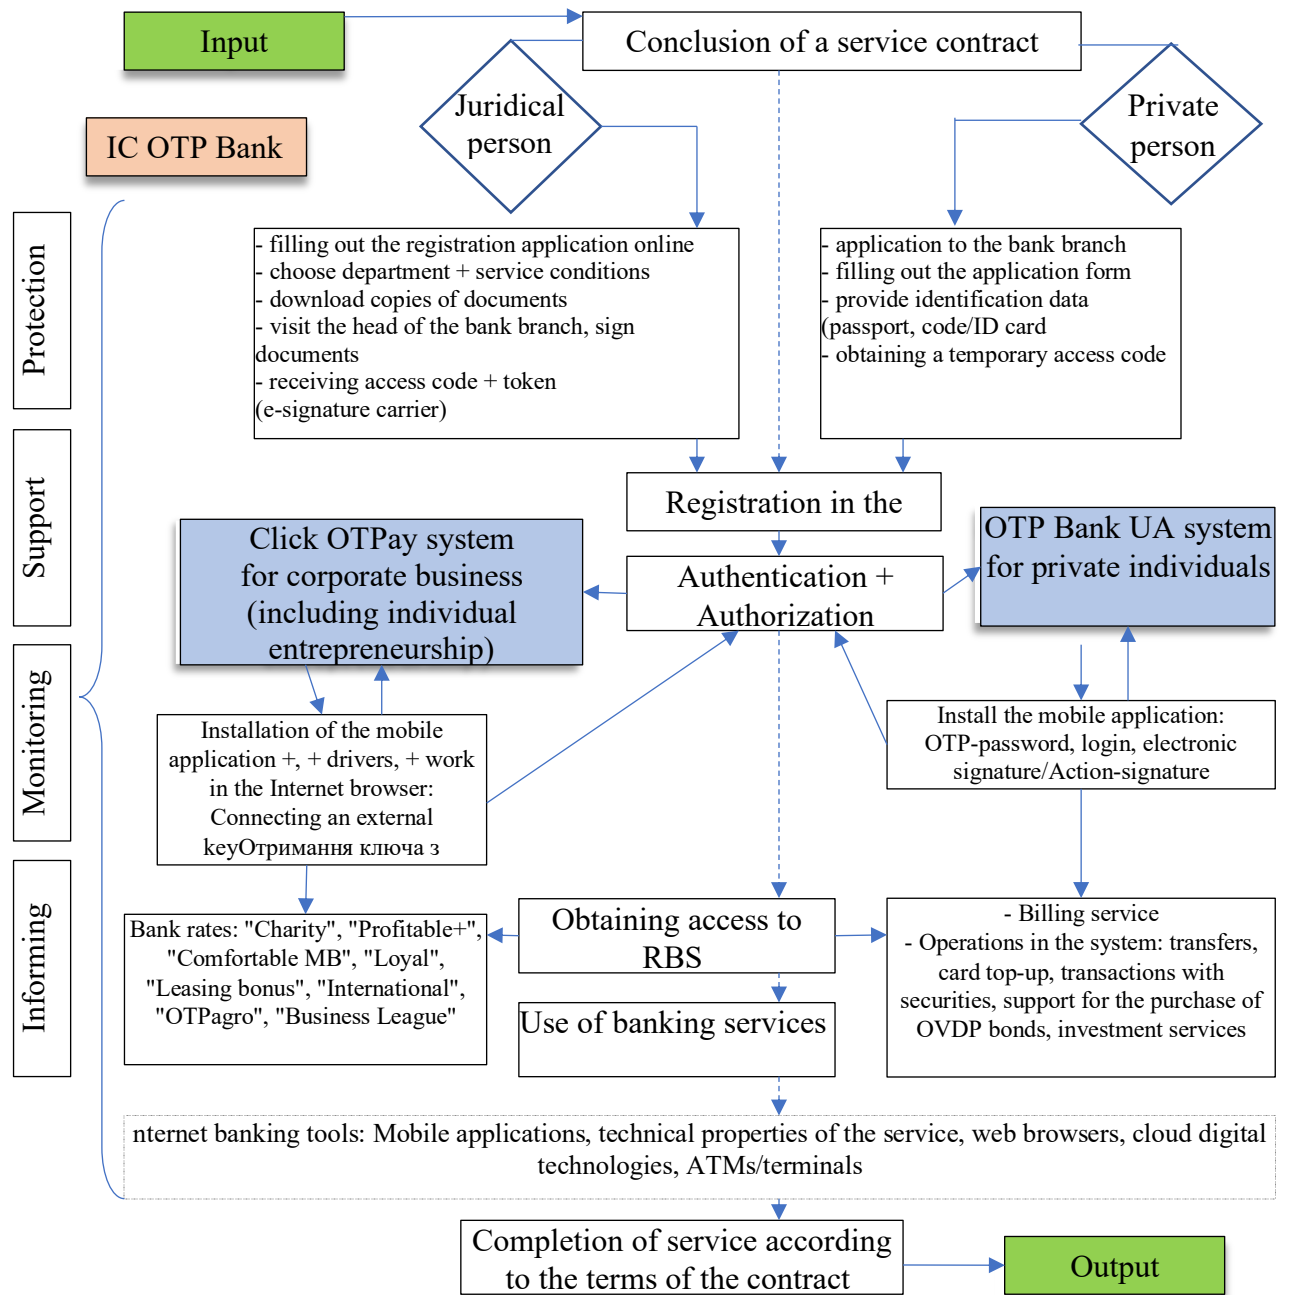 Input
Conclusion of a service contract
Juridical
person
Private
person
IC OTP Bank
Protection
Support
Monitoring
Informing
- filling out the registration application online
- choose department + service conditions
- download copies of documents
- visit the head of the bank branch, sign
documents
- receiving access code + token
(e-signature carrier)
- application to the bank branch
- filling out the application form
- provide identification data
(passport, code/ID card
- obtaining a temporary access code
Registration in the
Click OTPay system
for corporate business
(including individual
entrepreneurship)
Authentication +
Authorization
OTP Bank UA system
for private individuals
Installation of the mobile
application +, + drivers, + work
in the Internet browser:
Connecting an external
keyОтримання ключа з
Install the mobile application:
OTP-password, login, electronic
signature/Action-signature
Bank rates: "Charity", "Profitable+",
"Comfortable MB", "Loyal",
"Leasing bonus", "International",
"OTPagro", "Business League"
Obtaining access to
RBS
- Billing service
- Operations in the system: transfers,
card top-up, transactions with
securities, support for the purchase of
OVDP bonds, investment services
Use of banking services
nternet banking tools: Mobile applications, technical properties of the service, web browsers, cloud digital
technologies, ATMs/terminals
Completion of service according
to the terms of the contract
Output